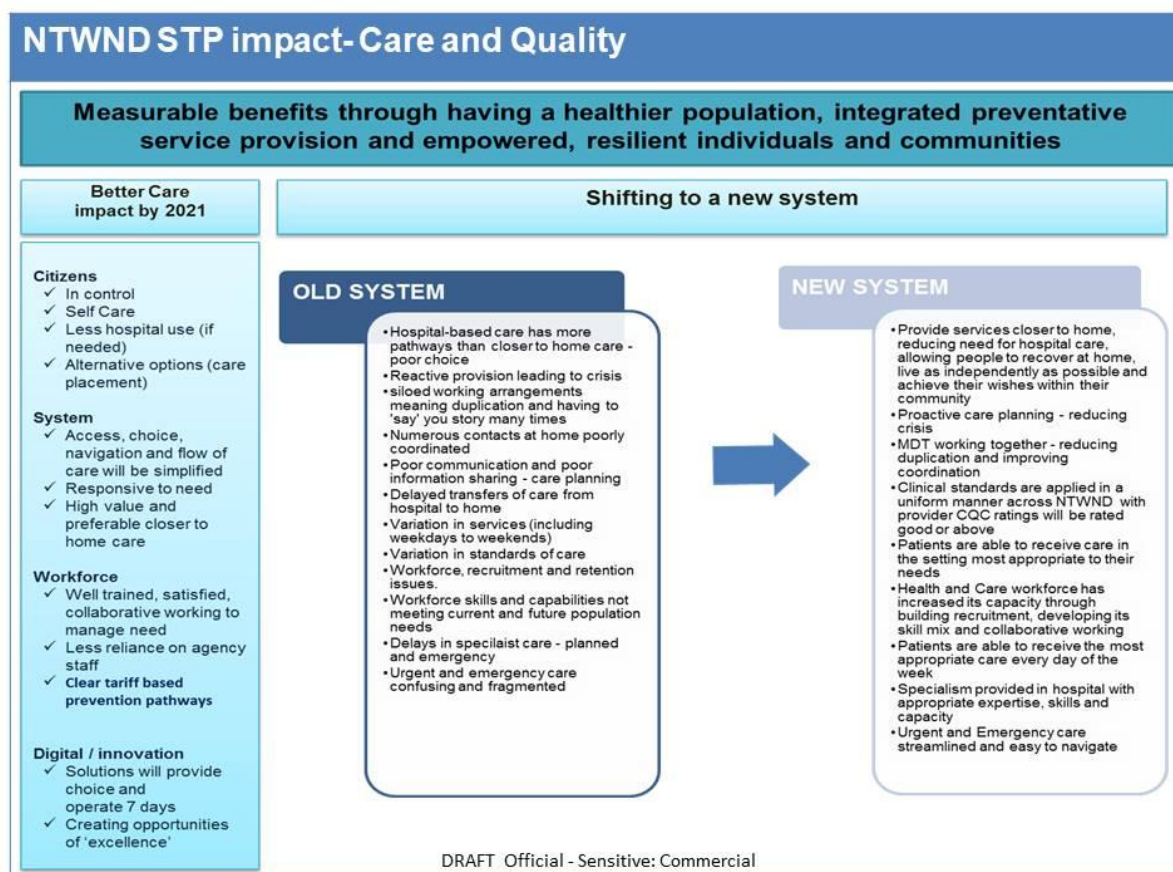 NTWND STP impact- Care and Quality
Measurable benefits through having a healthier population, integrated preventative
service provision and empowered, resilient individuals and communities
Better Care
impact by 2021
Citizens
✓ In control
✓ Self Care
✓ Less hospital use (if
needed)
✓ Alternative options (care
placement)
System
✓ Access, choice,
navigation and flow of
care will be simplified
✓ Responsive to need
✓ High value and
preferable closer to
home care
Workforce
✓ Well trained, satisfied,
collaborative working to
manage need
✓ Less reliance on agency
staff
✓ Clear tariff based
prevention pathways
Digital / innovation
✓ Solutions will provide
choice and
operate 7 days
✓ Creating opportunities
of ‘excellence’
Shifting to a new system
OLD SYSTEM
•Hospital-based care has more
pathways than closer to home care -
poor choice
•Reactive provision leading to crisis
•siloed working arrangements
meaning duplication and having to
'say' you story many times
•Numerous contacts at home poorly
coordinated
•Poor communication and poor
information sharing - care planning
•Delayed transfers of care from
hospital to home
•Variation in services (including
weekdays to weekends)
•Variation in standards of care
•Workforce, recruitment and retention
issues.
•Workforce skills and capabilities not
meeting current and future population
needs
•Delays in specilaist care - planned
and emergency
•Urgent and emergency care
confusing and fragmented
NEW SYSTEM
•Provide services closer to home,
reducing need for hospital care,
allowing people to recover at home,
live as independently as possible and
achieve their wishes within their
community
•Proactive care planning - reducing
crisis
•MDT working together - reducing
duplication and improving
coordination
•Clinical standards are applied in a
uniform manner across NTWND with
provider CQC ratings will be rated
good or above
•Patients are able to receive care in
the setting most appropriate to their
needs
•Health and Care workforce has
increased its capacity through
building recruitment, developing its
skill mix and collaborative working
•Patients are able to receive the most
appropriate care every day of the
week
•Specialism provided in hospital with
appropriate expertise, skills and
capacity
•Urgent and Emergency care
streamlined and easy to navigate
DRAFT Official - Sensitive: Commercial